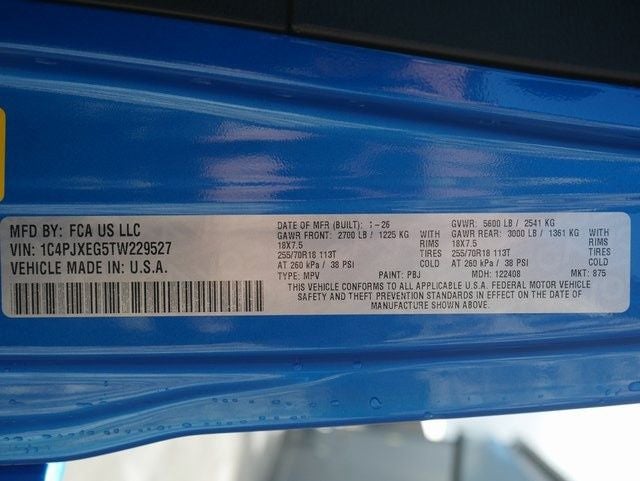 MFD BY: FCA US LLC
VIN: 1C4PJXEG5TW229527
VEHICLE MADE IN U.S.A.
DATE OF MFR (BUILT): 1-26
GAWR FRONT: 2700 LB / 1225 KG WITH
18X7.5 RIMS
255/70R18 113T TIRES
AT 260 kPa / 38 PSI COLD
TYPE: MPV
GVWR: 5600 LB / 2541 KG
GAWR REAR: 3000 LB / 1361 KG WITH
18X7.5 RIMS
255/70R18 113T TIRES
AT 260 kPa / 38 PSI COLD
PAINT: PBJ MDH: 122408 MKT: 875
THIS VEHICLE CONFORMS TO ALL APPLICABLE U.S.A. FEDERAL MOTOR VEHICLE
SAFETY AND THEFT PREVENTION STANDARDS IN EFFECT ON THE DATE OF
MANUFACTURE SHOWN ABOVE.